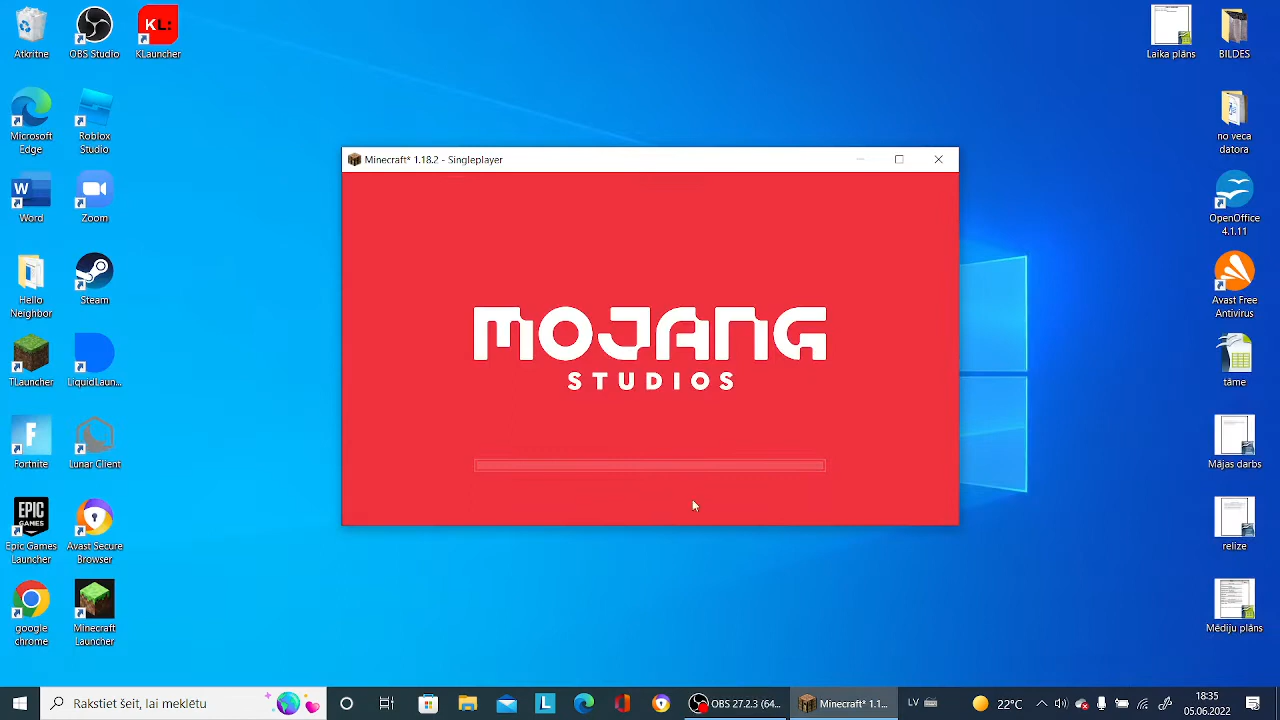 Atkritne
OBS Studio
KLauncher
Laika plāns
BILDES
Microsoft
Edge
Roblox
Studio
no veca
datora
Word
Zoom
OpenOffice
4.1.11
Hello
Neighbor
Steam
Avast Free
Antivirus
TLauncher
LiquidLaun...
tāme
Fortnite
Lunar Client
Mājas darbs
Epic Games
Launcher
Avast Secure
Browser
relize
google
chrome
Minecraft
Launcher
Mēdiju plāns
KL:
EPIC
GAMES
Minecraft* 1.18.2 - Singleplayer
MOJANG
STUDIOS
Rakstiet šeit, lai meklētu
OBS 27.2.3 (64...
Minecraft* 1.1...
LV
22°C
18:35
05.06.2022